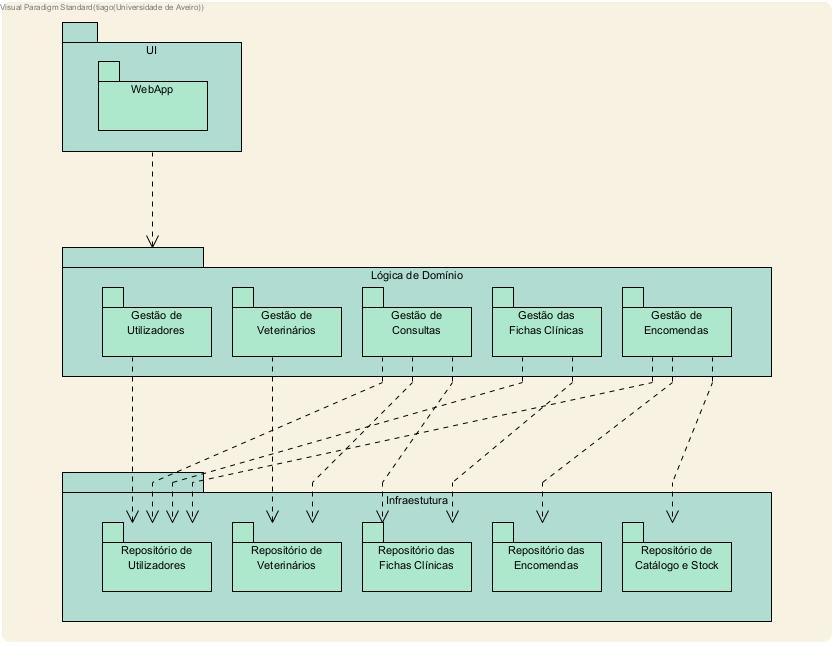 Visual Paradigm Standard(tiago(Universidade de Aveiro))
UI
WebApp
Lógica de Domínio
Gestão de
Utilizadores
Gestão de
Veterinários
Gestão de
Consultas
Gestão das
Fichas Clínicas
Gestão de
Encomendas
Infraestutura
Repositório de
Utilizadores
Repositório de
Veterinários
Repositório das
Fichas Clínicas
Repositório das
Encomendas
Repositório de
Catálogo e Stock